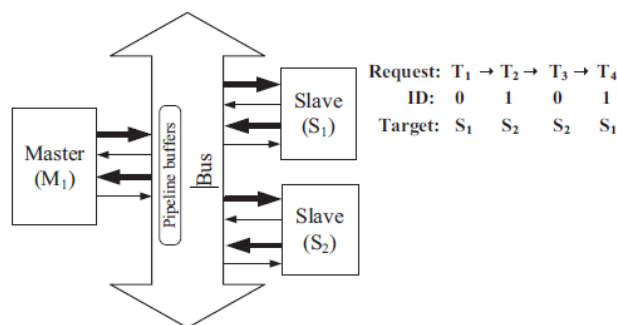 Master
(M₁)
Pipeline buffers
Bus
Slave
(S₁)
Slave
(S₂)
Request: T₁ → T₂ → T₃ → T₄
ID: 0 1 0 1
Target: S₁ S₂ S₂ S₁